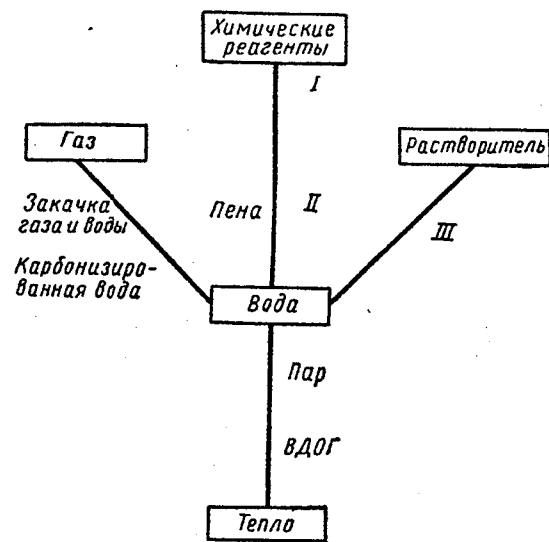 Химические
реагенты
I
Газ
Растворитель
Закачка
газа и воды
Пена
II
III
Карбонизиро-
ванная вода
Вода
Пар
ВДОГ
Тепло